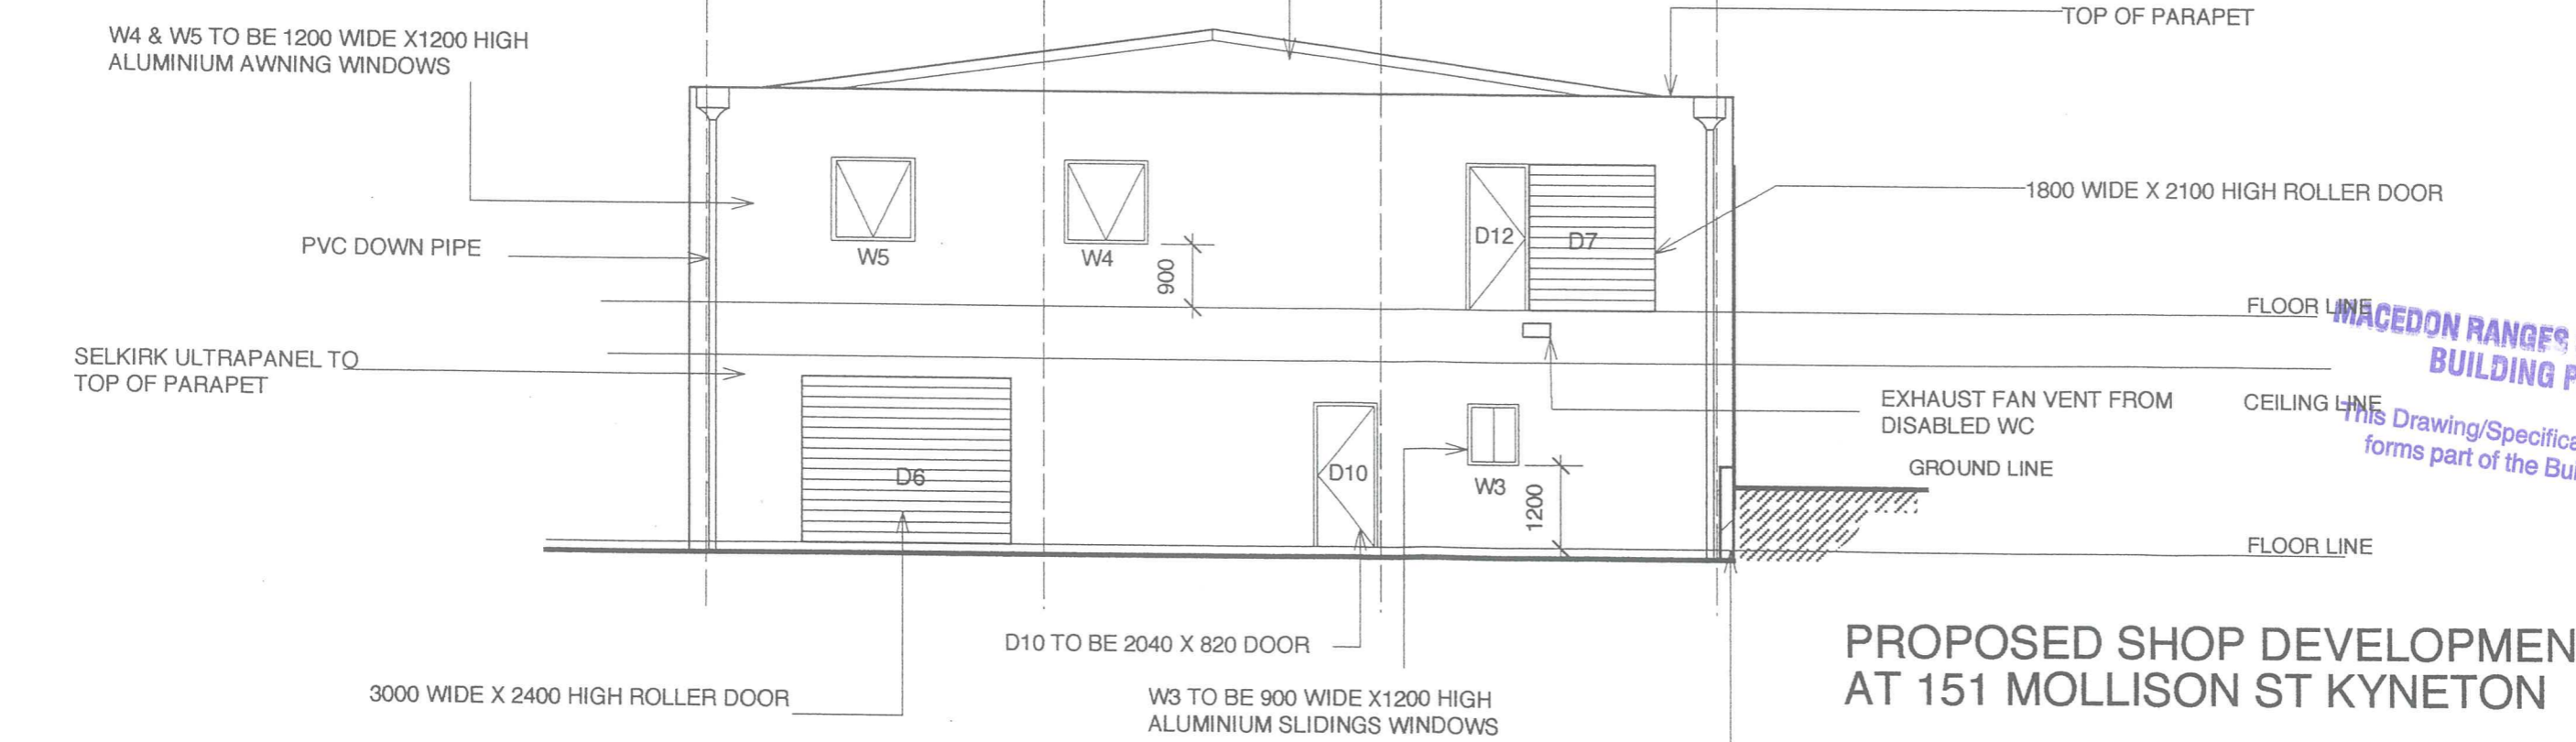 W4 & W5 TO BE 1200 WIDE X1200 HIGH
ALUMINIUM AWNING WINDOWS
TOP OF PARAPET
1800 WIDE X 2100 HIGH ROLLER DOOR
PVC DOWN PIPE
W5
W4
900
D12
D7
FLOOR LINE
MACEDON RANGES
BUILDING P
This Drawing/Specifica
forms part of the Bui
SELKIRK ULTRAPANEL TO
TOP OF PARAPET
EXHAUST FAN VENT FROM
DISABLED WC
CEILING LINE
GROUND LINE
D6
D10
W3
1200
FLOOR LINE
D10 TO BE 2040 X 820 DOOR
3000 WIDE X 2400 HIGH ROLLER DOOR
W3 TO BE 900 WIDE X1200 HIGH
ALUMINIUM SLIDINGS WINDOWS
PROPOSED SHOP DEVELOPMEN
AT 151 MOLLISON ST KYNETON